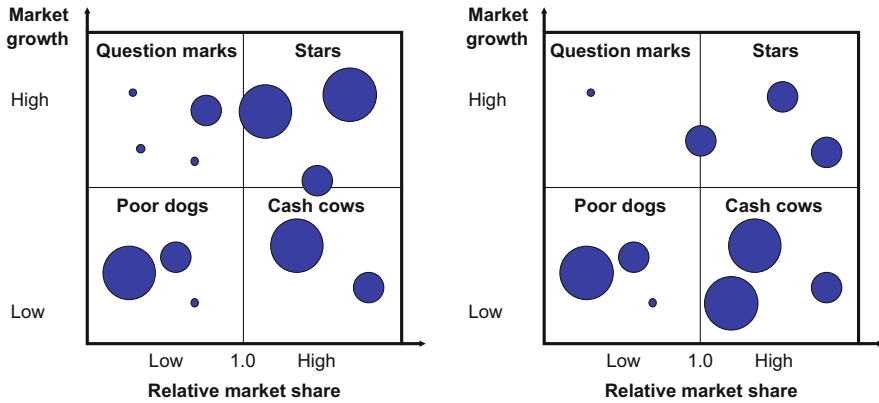 Market
growth
Question marks
Stars
High
Poor dogs
Cash cows
Low
Low
1.0
High
Relative market share
Market
growth
Question marks
Stars
High
Poor dogs
Cash cows
Low
Low
1.0
High
Relative market share